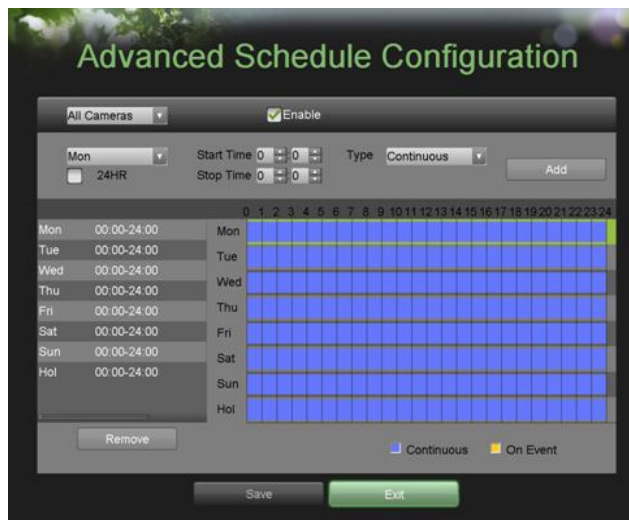 Advanced Schedule Configuration
All Cameras Enable
Mon Start Time 0 : 0 Type Continuous
24HR Stop Time 0 : 0 Add
0 1 2 3 4 5 6 7 8 9 10 11 12 13 14 15 16 17 18 19 20 21 22 23 24
Mon 00:00-24:00 Mon
Tue 00:00-24:00 Tue
Wed 00:00-24:00 Wed
Thu 00:00-24:00 Thu
Fri 00:00-24:00 Fri
Sat 00:00-24:00 Sat
Sun 00:00-24:00 Sun
Hol 00:00-24:00 Hol
Remove Continuous On Event
Save Exit